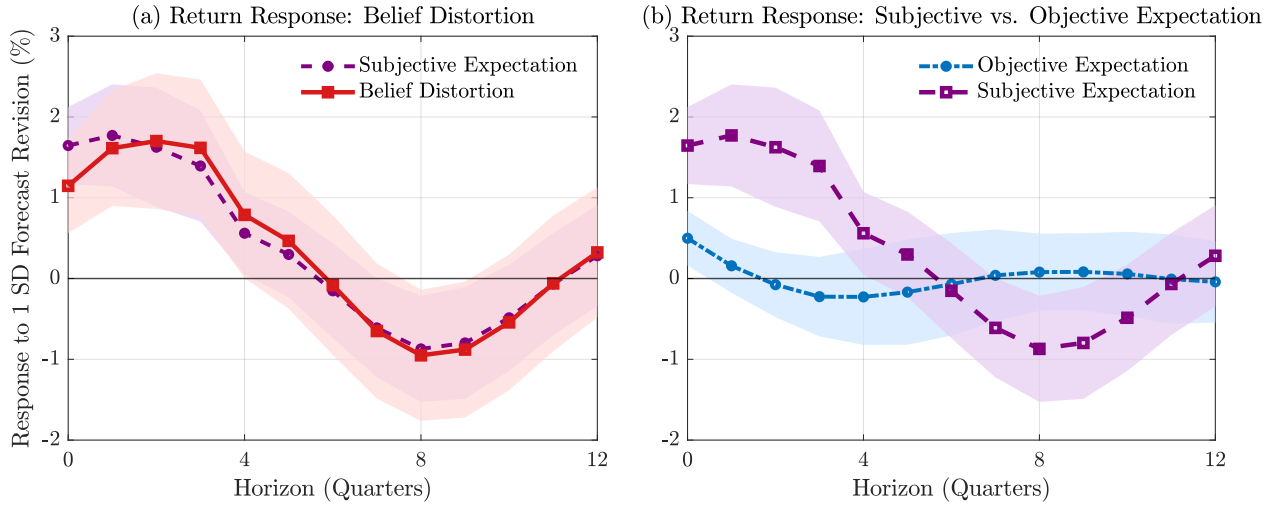 (a) Return Response: Belief Distortion
Response to 1 SD Forecast Revision (%)
3
2
1
0
-1
-2
Subjective Expectation
Belief Distortion
0
4
8
12
Horizon (Quarters)
(b) Return Response: Subjective vs. Objective Expectation
3
2
1
0
-1
-2
Objective Expectation
Subjective Expectation
0
4
8
12
Horizon (Quarters)